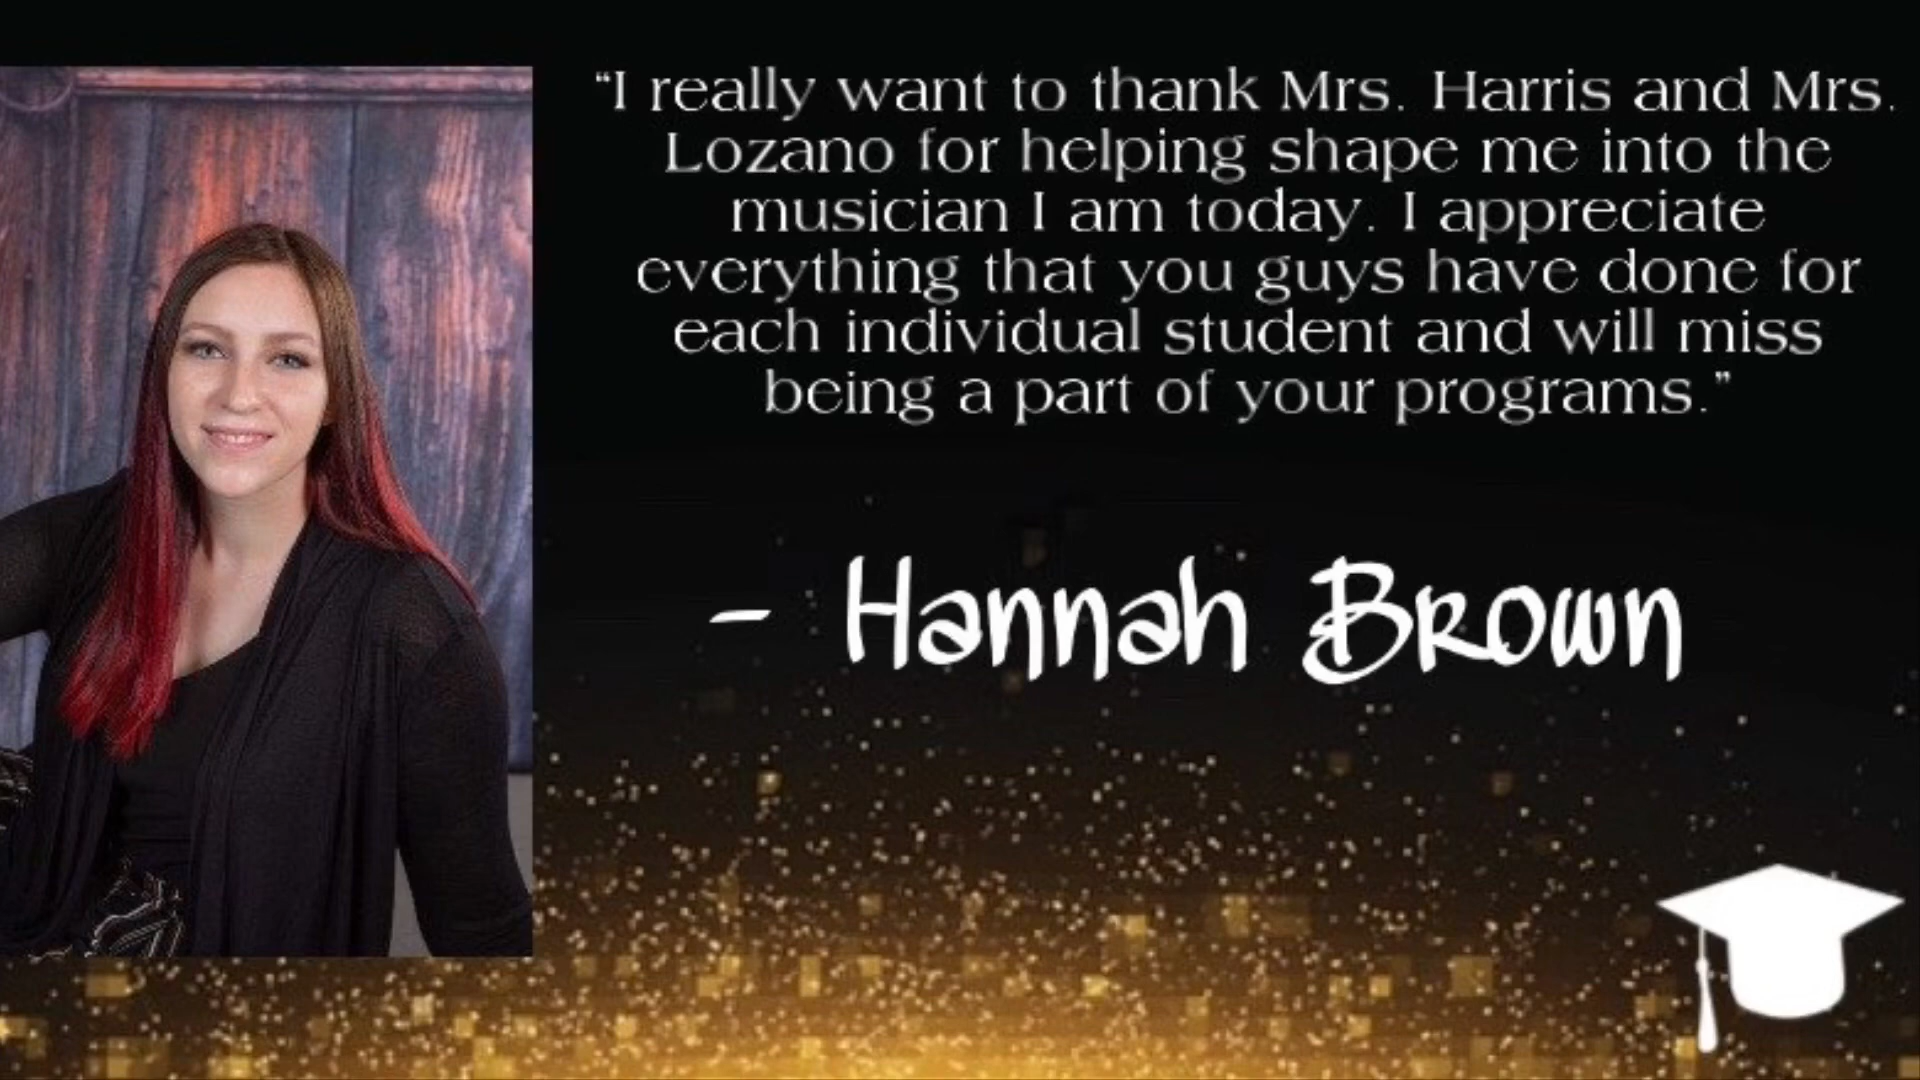 “I really want to thank Mrs. Harris and Mrs.
Lozano for helping shape me into the
musician I am today. I appreciate
everything that you guys have done for
each individual student and will miss
being a part of your programs.”
- Hannah Brown